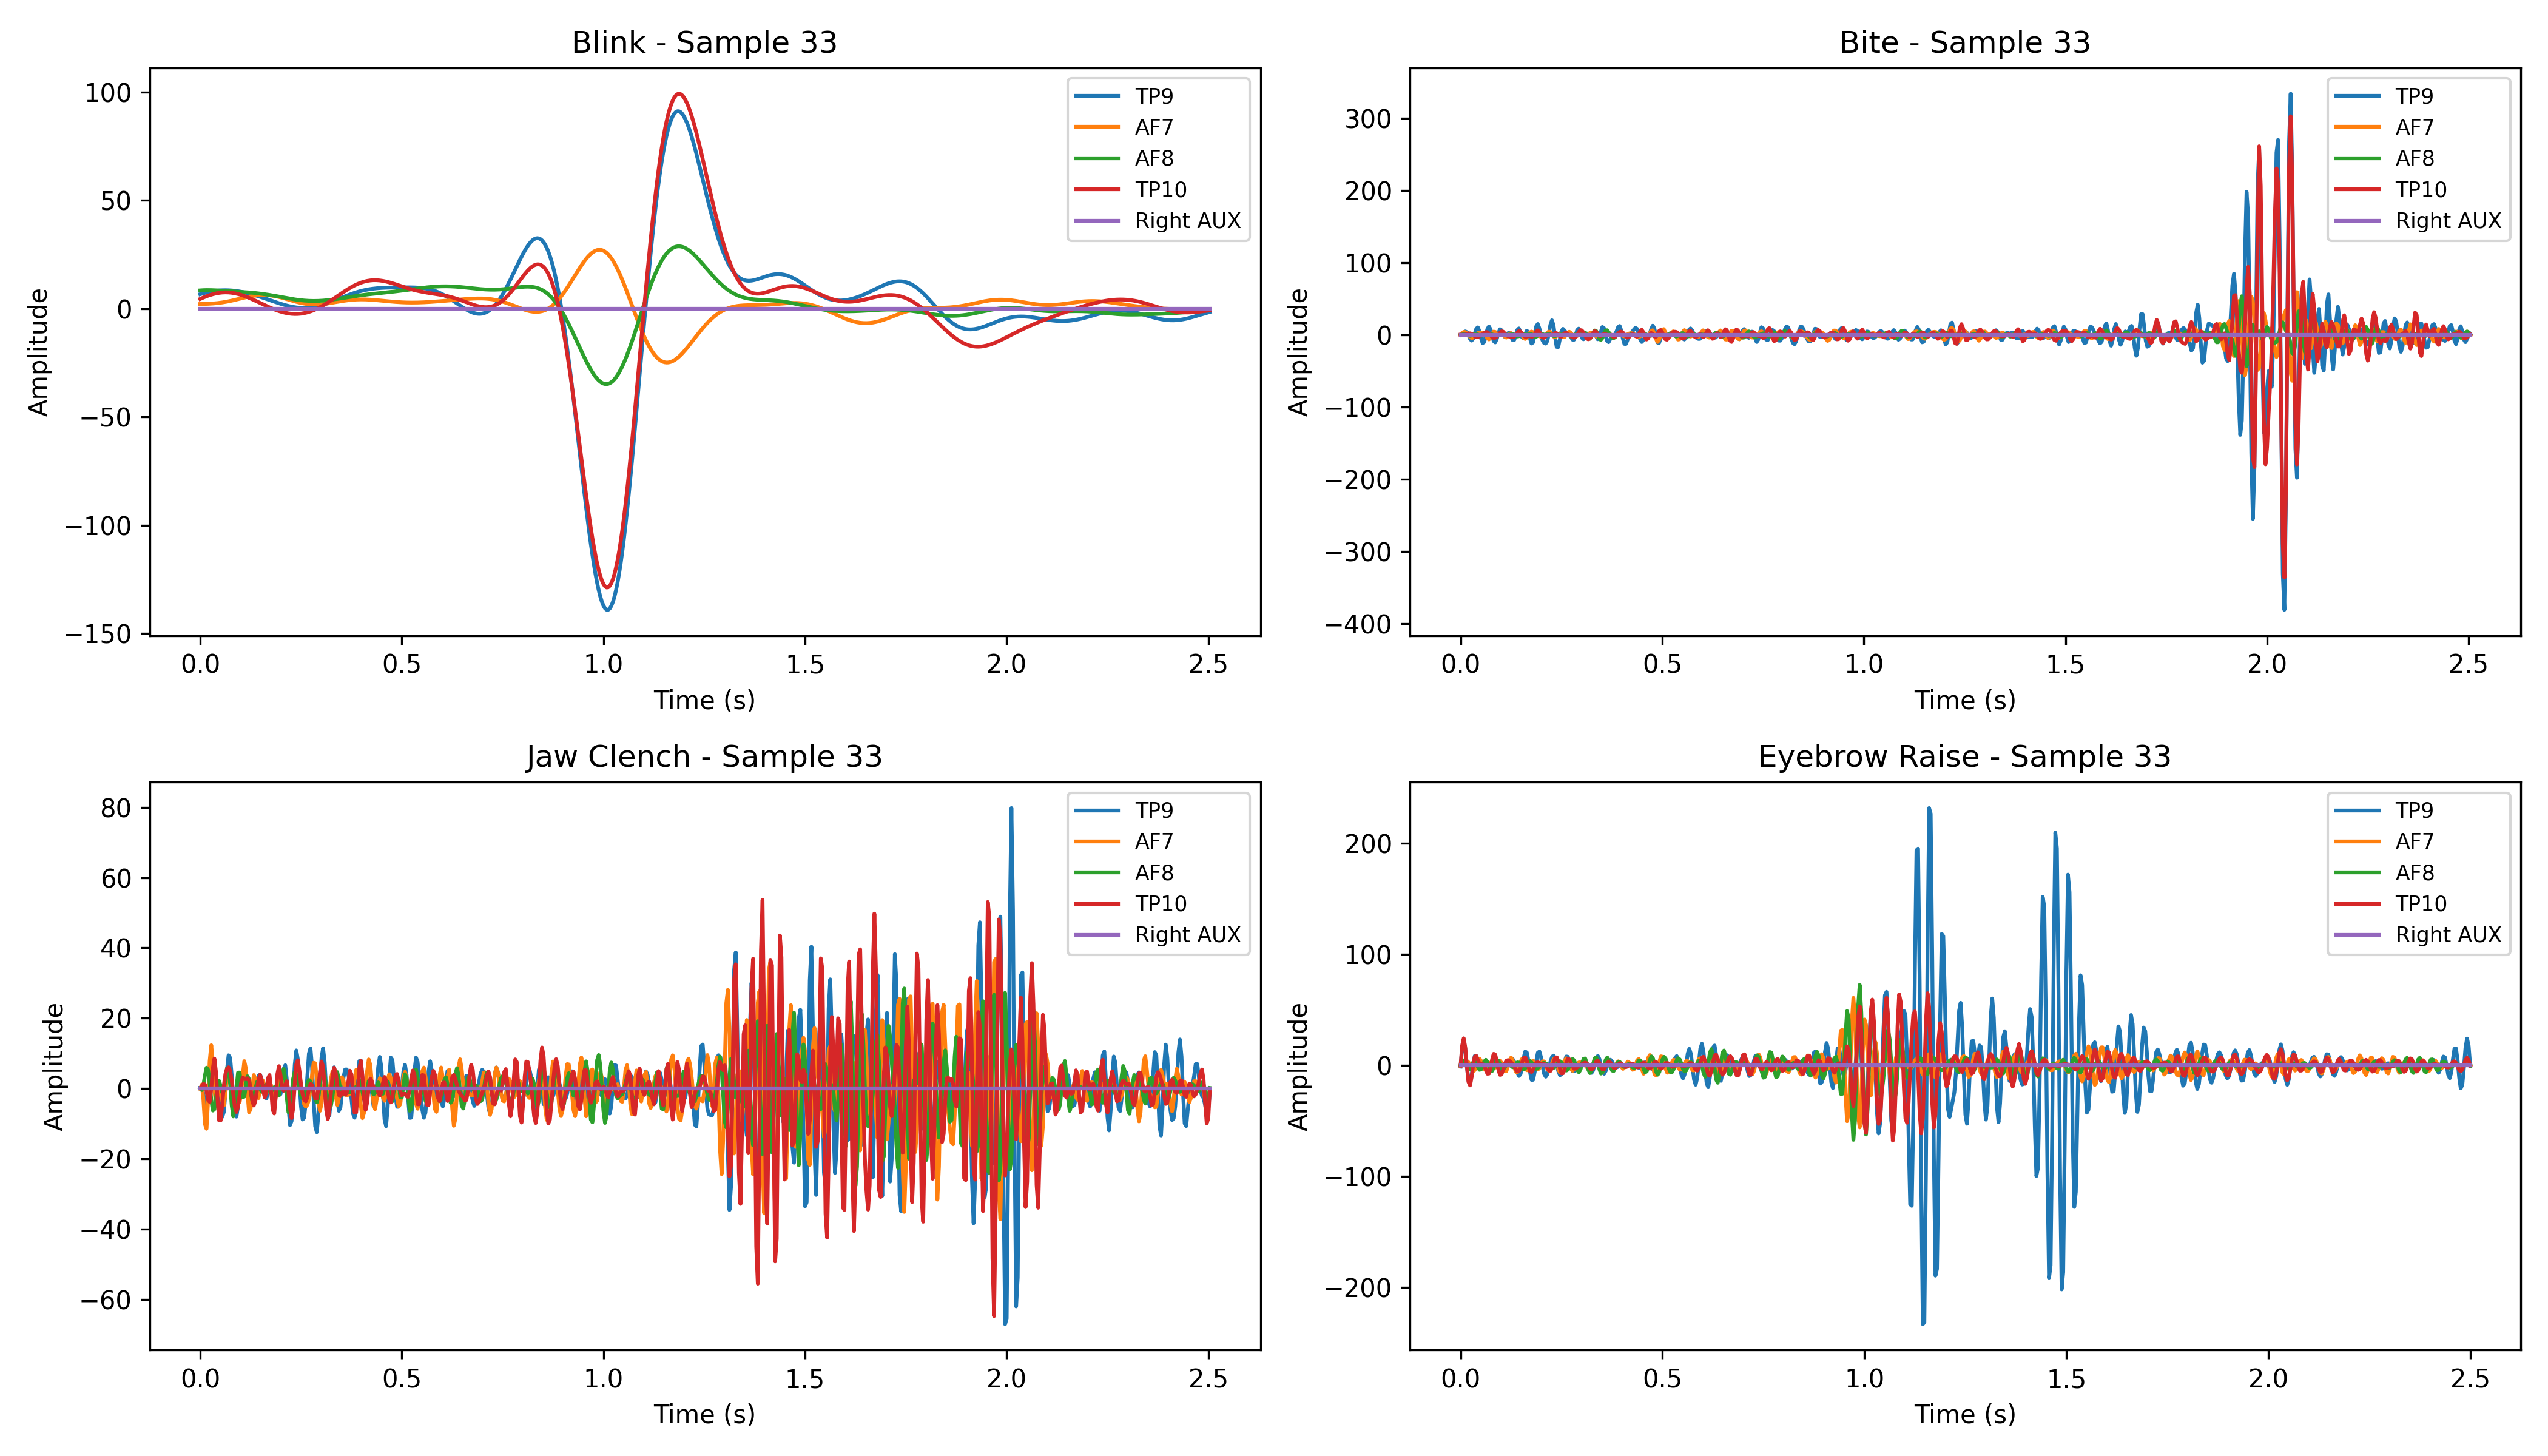 Blink - Sample 33
100
50
0
−50
−100
−150
Amplitude
0.0 0.5 1.0 1.5 2.0 2.5
Time (s)
TP9
AF7
AF8
TP10
Right AUX
Bite - Sample 33
300
200
100
0
−100
−200
−300
−400
Amplitude
0.0 0.5 1.0 1.5 2.0 2.5
Time (s)
TP9
AF7
AF8
TP10
Right AUX
Jaw Clench - Sample 33
80
60
40
20
0
−20
−40
−60
Amplitude
0.0 0.5 1.0 1.5 2.0 2.5
Time (s)
TP9
AF7
AF8
TP10
Right AUX
Eyebrow Raise - Sample 33
200
100
0
−100
−200
Amplitude
0.0 0.5 1.0 1.5 2.0 2.5
Time (s)
TP9
AF7
AF8
TP10
Right AUX